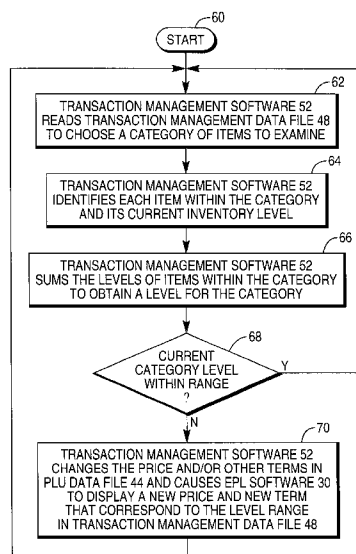 60
START
62
TRANSACTION MANAGEMENT SOFTWARE 52
READS TRANSACTION MANAGEMENT DATA FILE 48
TO CHOOSE A CATEGORY OF ITEMS TO EXAMINE
64
TRANSACTION MANAGEMENT SOFTWARE 52
IDENTIFIES EACH ITEM WITHIN THE CATEGORY
AND ITS CURRENT INVENTORY LEVEL
66
TRANSACTION MANAGEMENT SOFTWARE 52
SUMS THE LEVELS OF ITEMS WITHIN THE CATEGORY
TO OBTAIN A LEVEL FOR THE CATEGORY
68
CURRENT
CATEGORY LEVEL
WITHIN RANGE
?
Y
N
70
TRANSACTION MANAGEMENT SOFTWARE 52
CHANGES THE PRICE AND/OR OTHER TERMS IN
PLU DATA FILE 44 AND CAUSES EPL SOFTWARE 30
TO DISPLAY A NEW PRICE AND NEW TERM
THAT CORRESPOND TO THE LEVEL RANGE
IN TRANSACTION MANAGEMENT DATA FILE 48